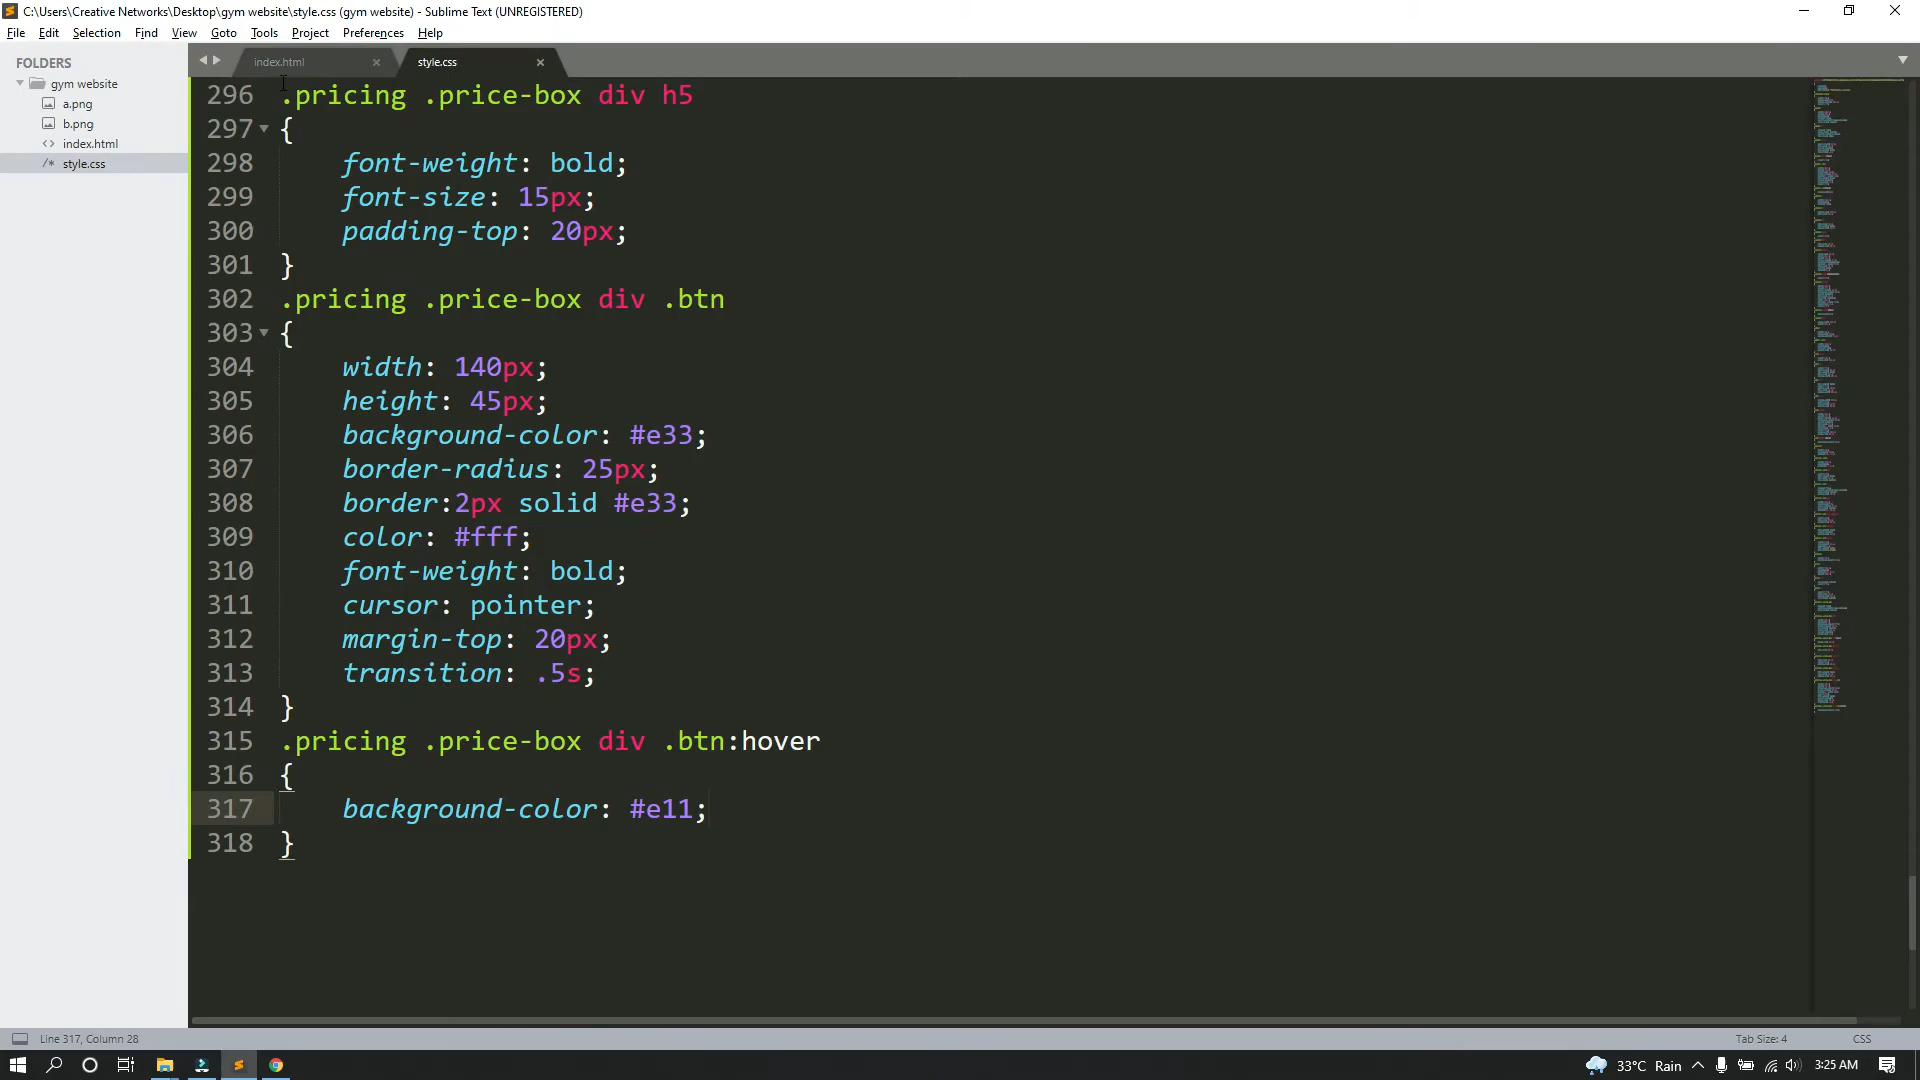 C:\Users\Creative Networks\Desktop\gym website\style.css (gym website) - Sublime Text (UNREGISTERED)
File Edit Selection Find View Goto Tools Project Preferences Help
FOLDERS
gym website
a.png
b.png
index.html
style.css
index.html style.css
296 .pricing .price-box div h5
297 {
298 font-weight: bold;
299 font-size: 15px;
300 padding-top: 20px;
301 }
302 .pricing .price-box div .btn
303 {
304 width: 140px;
305 height: 45px;
306 background-color: #e33;
307 border-radius: 25px;
308 border:2px solid #e33;
309 color: #fff;
310 font-weight: bold;
311 cursor: pointer;
312 margin-top: 20px;
313 transition: .5s;
314 }
315 .pricing .price-box div .btn:hover
316 {
317 background-color: #e11;
318 }
Line 317, Column 28 Tab Size: 4 CSS
33°C Rain 3:25 AM